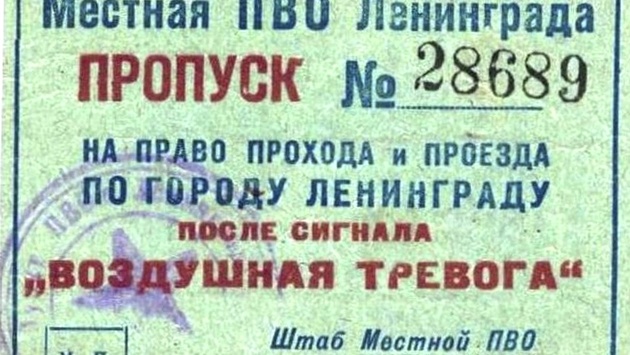 Местная ПВО Ленинграда
ПРОПУСК № 28689
НА ПРАВО ПРОХОДА и ПРОЕЗДА
ПО ГОРОДУ ЛЕНИНГРАДУ
ПОСЛЕ СИГНАЛА
„ВОЗДУШНАЯ ТРЕВОГА“
Штаб Местной ПВО